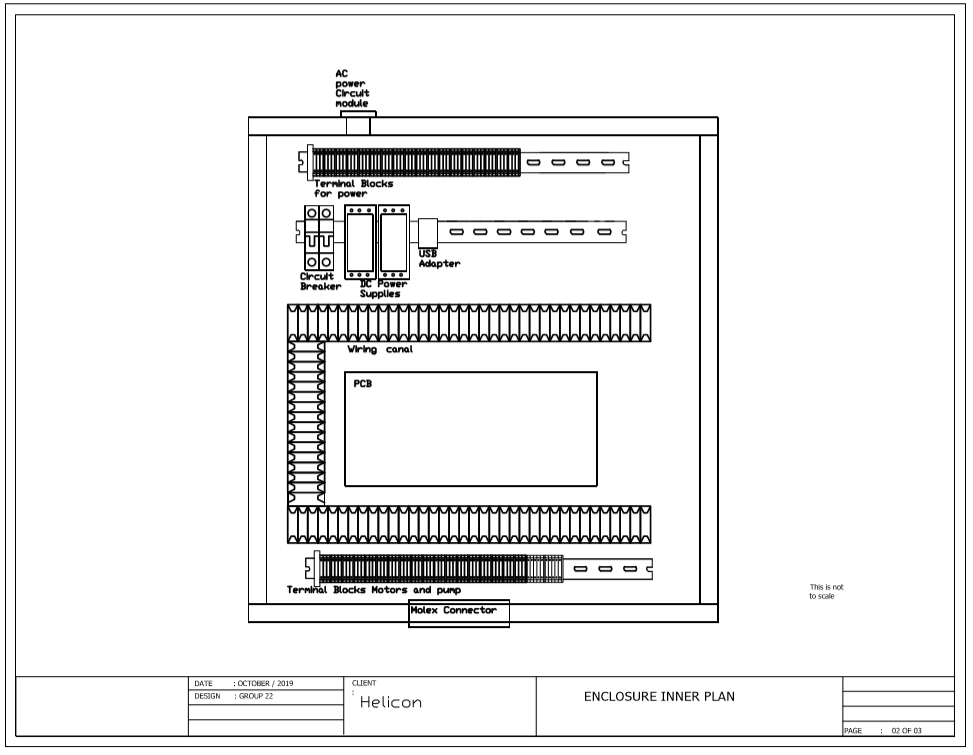 AC
power
Circuit
module
Terminal Blocks
for power
USB
Adapter
Circuit
Breaker
DC Power
Supplies
Wiring canal
PCB
Terminal Blocks Motors and pump
Molex Connector
This is not
to scale
DATE : OCTOBER / 2019
DESIGN : GROUP 22
CLIENT
:
Helicon
ENCLOSURE INNER PLAN
PAGE : 02 OF 03